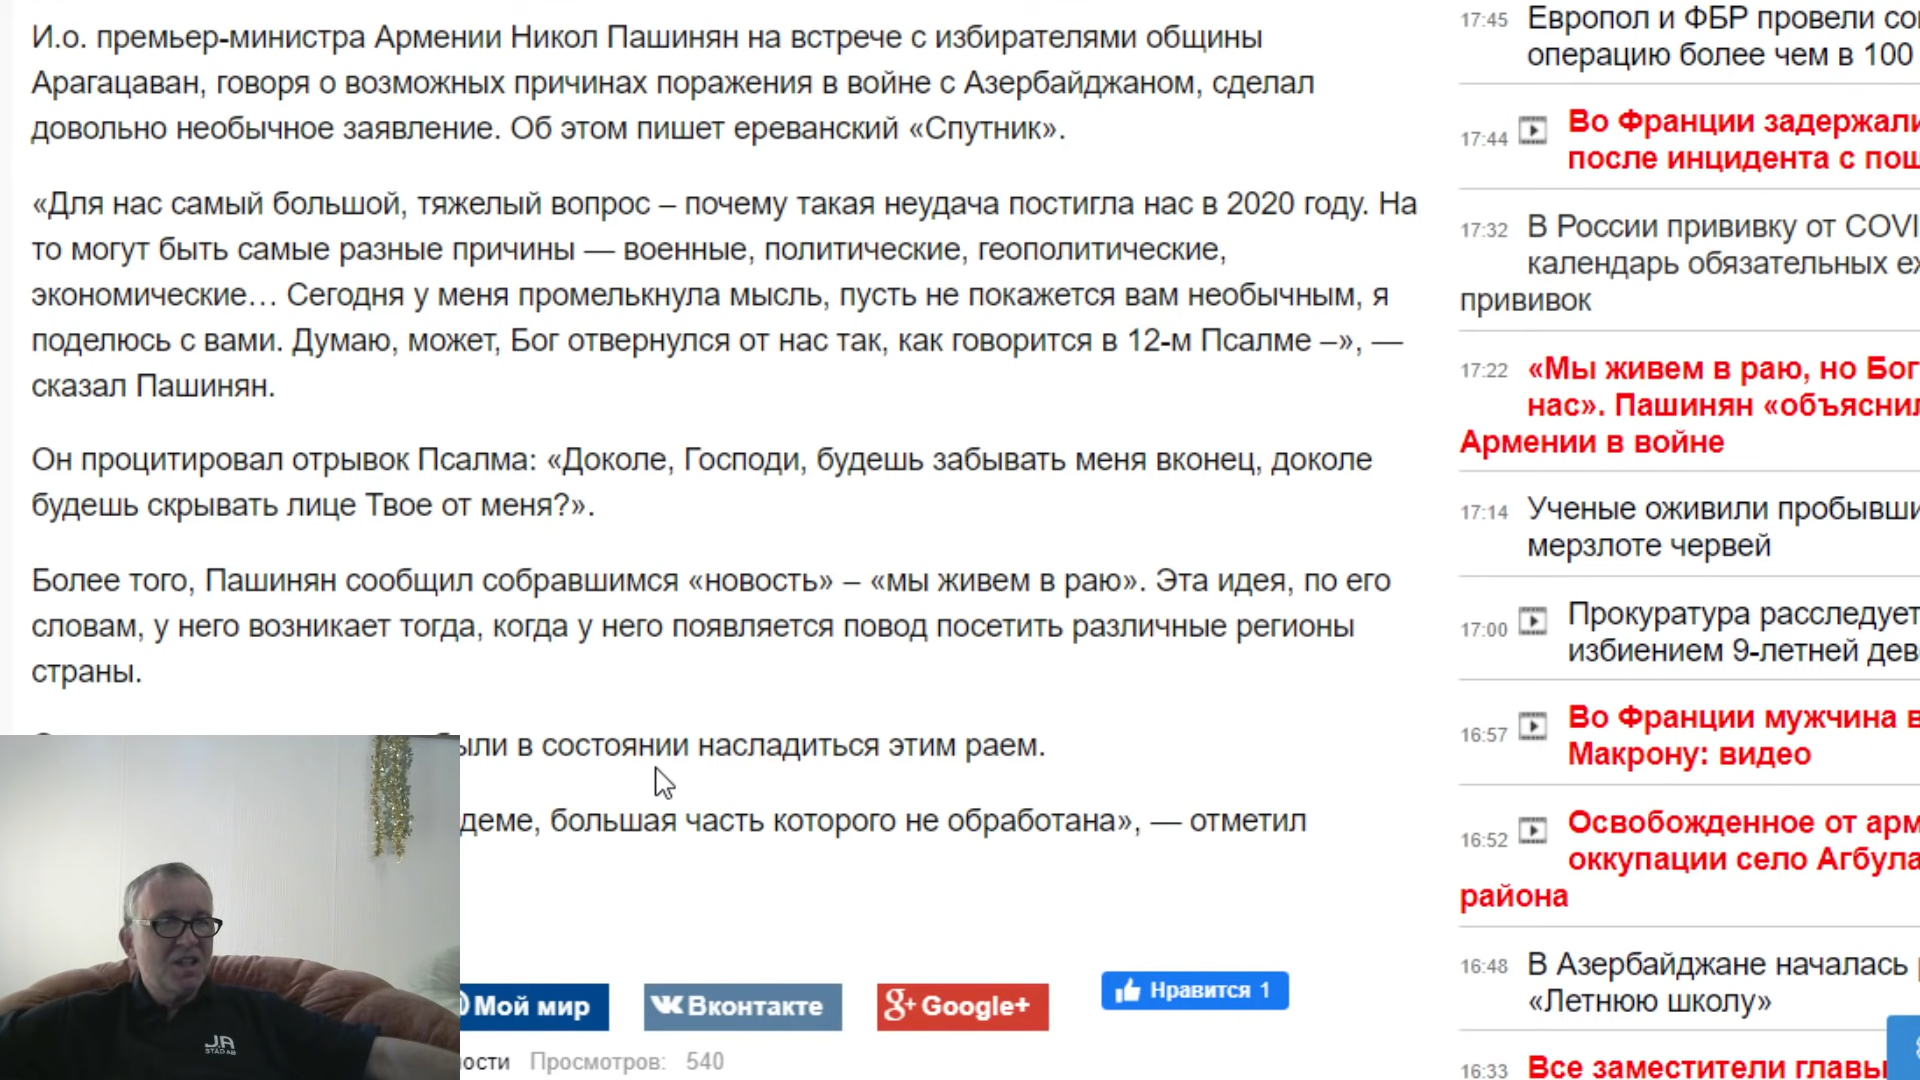 И.о. премьер-министра Армении Никол Пашинян на встрече с избирателями общины
Арагацаван, говоря о возможных причинах поражения в войне с Азербайджаном, сделал
довольно необычное заявление. Об этом пишет ереванский «Спутник».
«Для нас самый большой, тяжелый вопрос – почему такая неудача постигла нас в 2020 году. На
то могут быть самые разные причины — военные, политические, геополитические,
экономические… Сегодня у меня промелькнула мысль, пусть не покажется вам необычным, я
поделюсь с вами. Думаю, может, Бог отвернулся от нас так, как говорится в 12-м Псалме –», —
сказал Пашинян.
Он процитировал отрывок Псалма: «Доколе, Господи, будешь забывать меня вконец, доколе
будешь скрывать лице Твое от меня?».
Более того, Пашинян сообщил собравшимся «новость» – «мы живем в раю». Эта идея, по его
словам, у него возникает тогда, когда у него появляется повод посетить различные регионы
страны.
ыли в состоянии насладиться этим раем.
деме, большая часть которого не обработана», — отметил
Мой мир
Вконтакте
g+ Google+
Нравится 1
ости Просмотров: 540
17:45 Европол и ФБР провели со
операцию более чем в 100
17:44 Во Франции задержали
после инцидента с пощ
17:32 В России прививку от COVI
календарь обязательных еж
прививок
17:22 «Мы живем в раю, но Бог
нас». Пашинян «объяснил
Армении в войне
17:14 Ученые оживили пробывши
мерзлоте червей
17:00 Прокуратура расследует
избиением 9-летней дев
16:57 Во Франции мужчина в
Макрону: видео
16:52 Освобожденное от арм
оккупации село Агбула
района
16:48 В Азербайджане началась
«Летнюю школу»
16:33 Все заместители главы
JA
STÄD AB